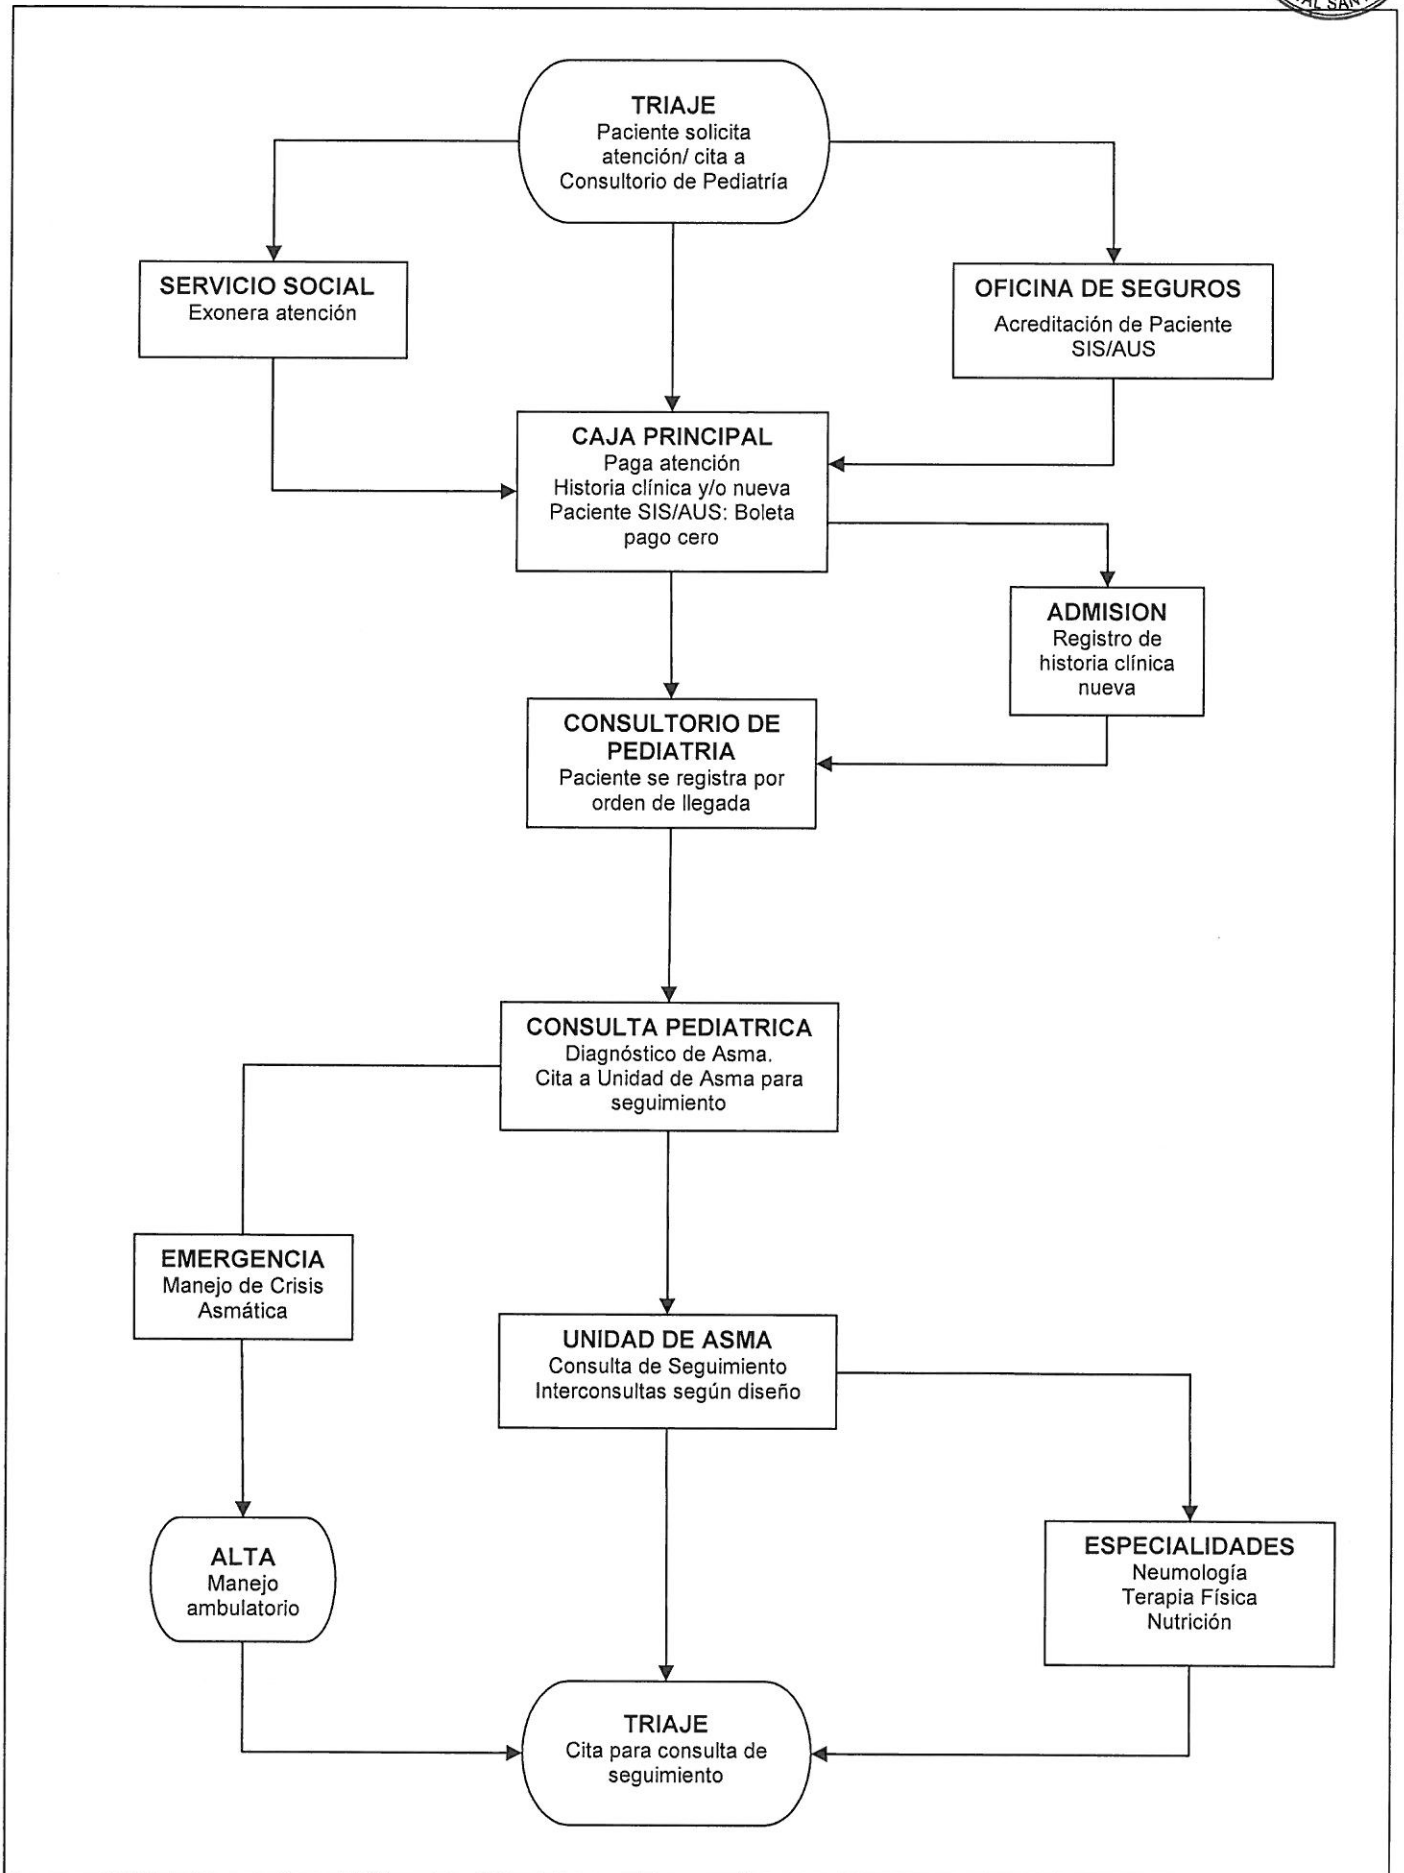 TRIAJE
Paciente solicita
atención/ cita a
Consultorio de Pediatría
SERVICIO SOCIAL
Exonera atención
OFICINA DE SEGUROS
Acreditación de Paciente
SIS/AUS
CAJA PRINCIPAL
Paga atención
Historia clínica y/o nueva
Paciente SIS/AUS: Boleta
pago cero
ADMISION
Registro de
historia clínica
nueva
CONSULTORIO DE
PEDIATRIA
Paciente se registra por
orden de llegada
CONSULTA PEDIATRICA
Diagnóstico de Asma.
Cita a Unidad de Asma para
seguimiento
EMERGENCIA
Manejo de Crisis
Asmática
UNIDAD DE ASMA
Consulta de Seguimiento
Interconsultas según diseño
ALTA
Manejo
ambulatorio
ESPECIALIDADES
Neumología
Terapia Física
Nutrición
TRIAJE
Cita para consulta de
seguimiento